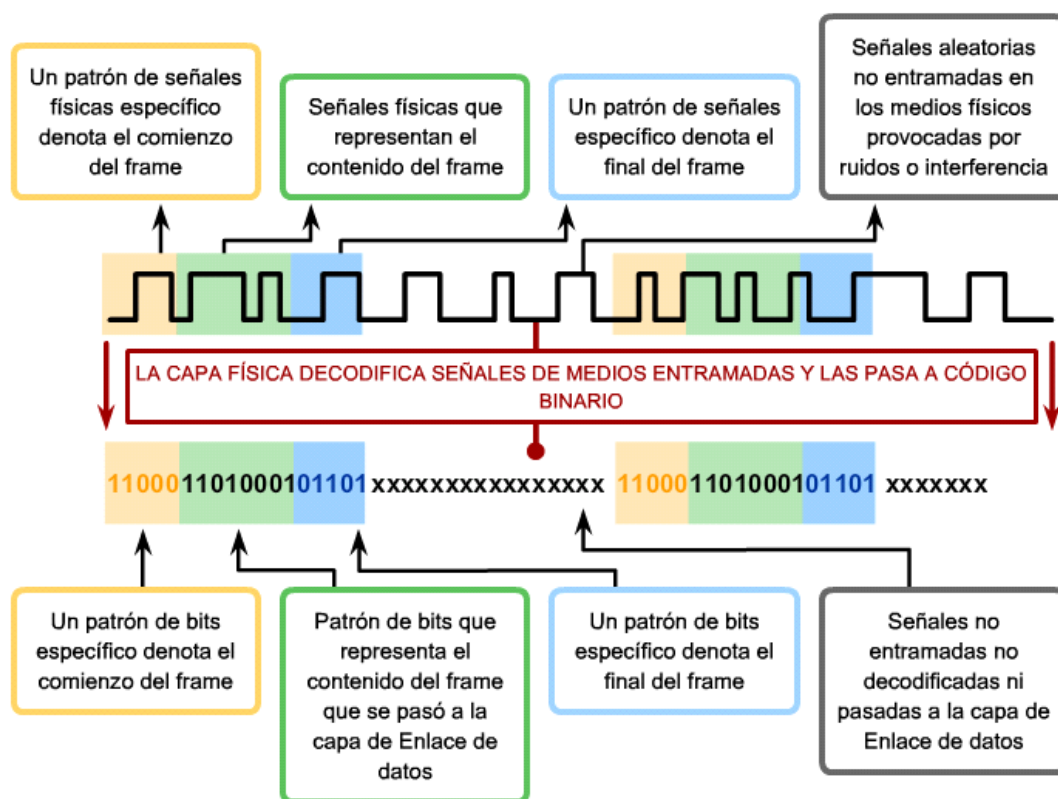 Un patrón de señales
físicas específico
denota el comienzo
del frame
Señales físicas que
representan el
contenido del frame
Un patrón de señales
específico denota el
final del frame
Señales aleatorias
no entramadas en
los medios físicos
provocadas por
ruidos o interferencia
LA CAPA FÍSICA DECODIFICA SEÑALES DE MEDIOS ENTRAMADAS Y LAS PASA A CÓDIGO
BINARIO
110001101000101101xxxxxxxxxxxxxxxx110001101000101101xxxxxxx
Un patrón de bits
específico denota el
comienzo del frame
Patrón de bits que
representa el
contenido del frame
que se pasó a la
capa de Enlace de
datos
Un patrón de bits
específico denota el
final del frame
Señales no
entramadas no
decodificadas ni
pasadas a la capa de
Enlace de datos